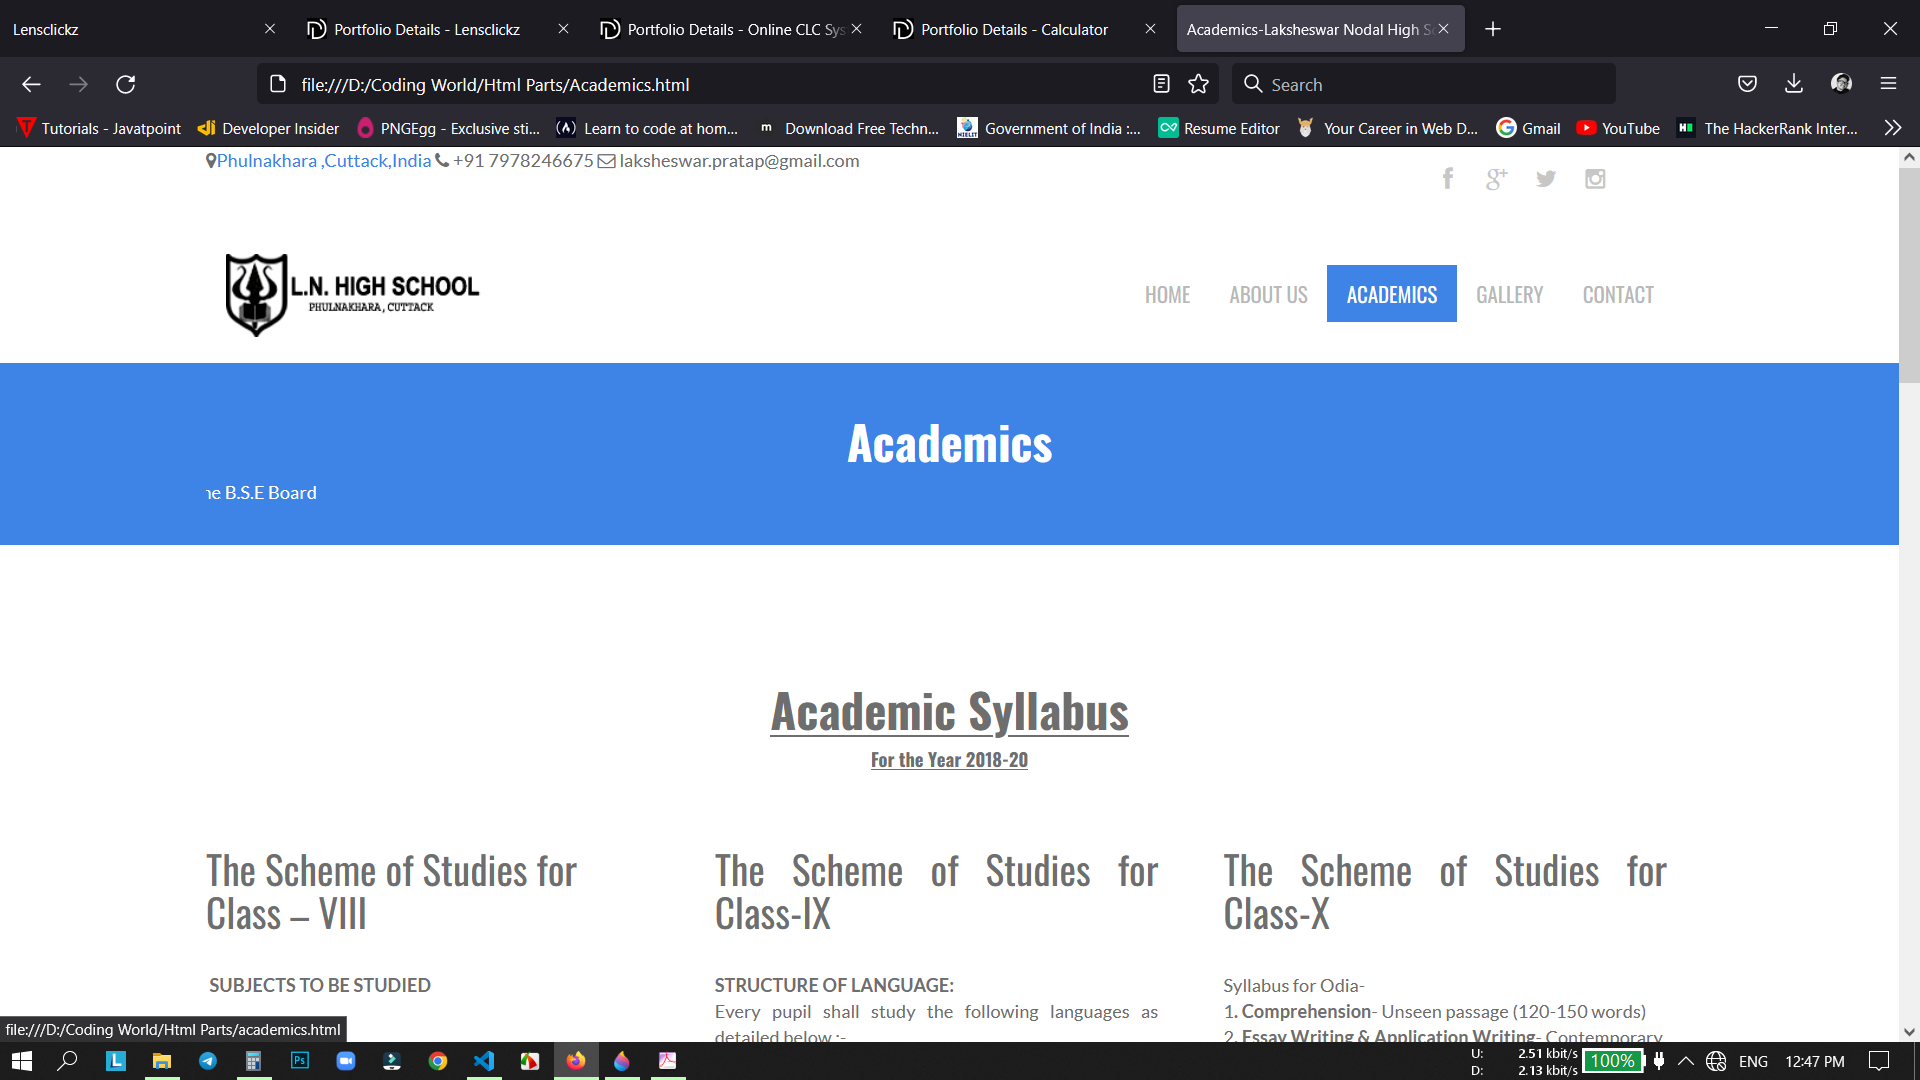 Lensclickz
Portfolio Details - Lensclickz
Portfolio Details - Online CLC Sys
Portfolio Details - Calculator
Academics-Laksheswar Nodal High Sc
file:///D:/Coding World/Html Parts/Academics.html
Search
Tutorials - Javatpoint
Developer Insider
PNGEgg - Exclusive sti...
Learn to code at hom...
m Download Free Techn...
Government of India :...
Resume Editor
Your Career in Web D...
Gmail
YouTube
The HackerRank Inter...
Phulnakhara ,Cuttack,India +91 7978246675 laksheswar.pratap@gmail.com
L.N. HIGH SCHOOL
PHULNAKHARA, CUTTACK
HOME ABOUT US ACADEMICS GALLERY CONTACT
Academics
ne B.S.E Board
Academic Syllabus
For the Year 2018-20
The Scheme of Studies for
Class – VIII
SUBJECTS TO BE STUDIED
The Scheme of Studies for
Class-IX
STRUCTURE OF LANGUAGE:
Every pupil shall study the following languages as
detailed below :-
The Scheme of Studies for
Class-X
Syllabus for Odia-
1. Comprehension- Unseen passage (120-150 words)
2. Essay Writing & Application Writing- Contemporary
file:///D:/Coding World/Html Parts/academics.html
U: 2.51 kbit/s
D: 2.13 kbit/s
100%
ENG
12:47 PM